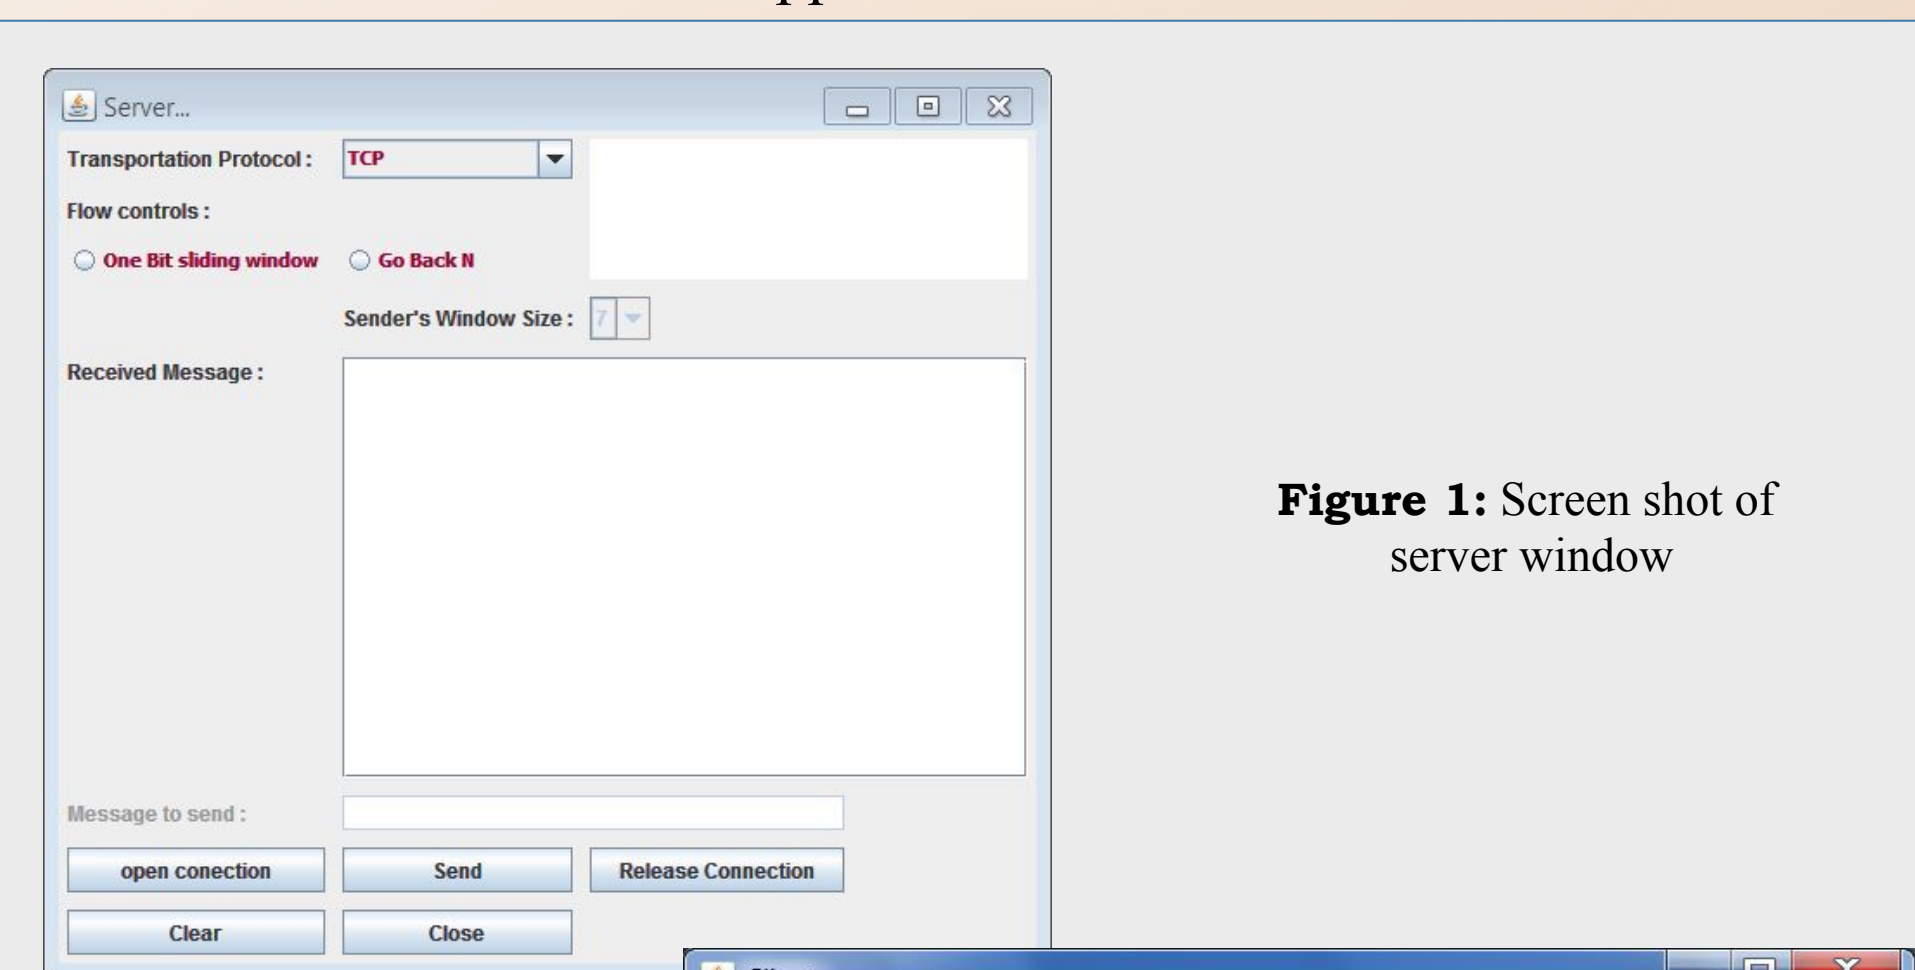 Server...
Transportation Protocol : TCP
Flow controls :
One Bit sliding window Go Back N
Sender's Window Size : 7
Received Message :
Figure 1: Screen shot of
server window
Message to send :
open conection Send Release Connection
Clear Close